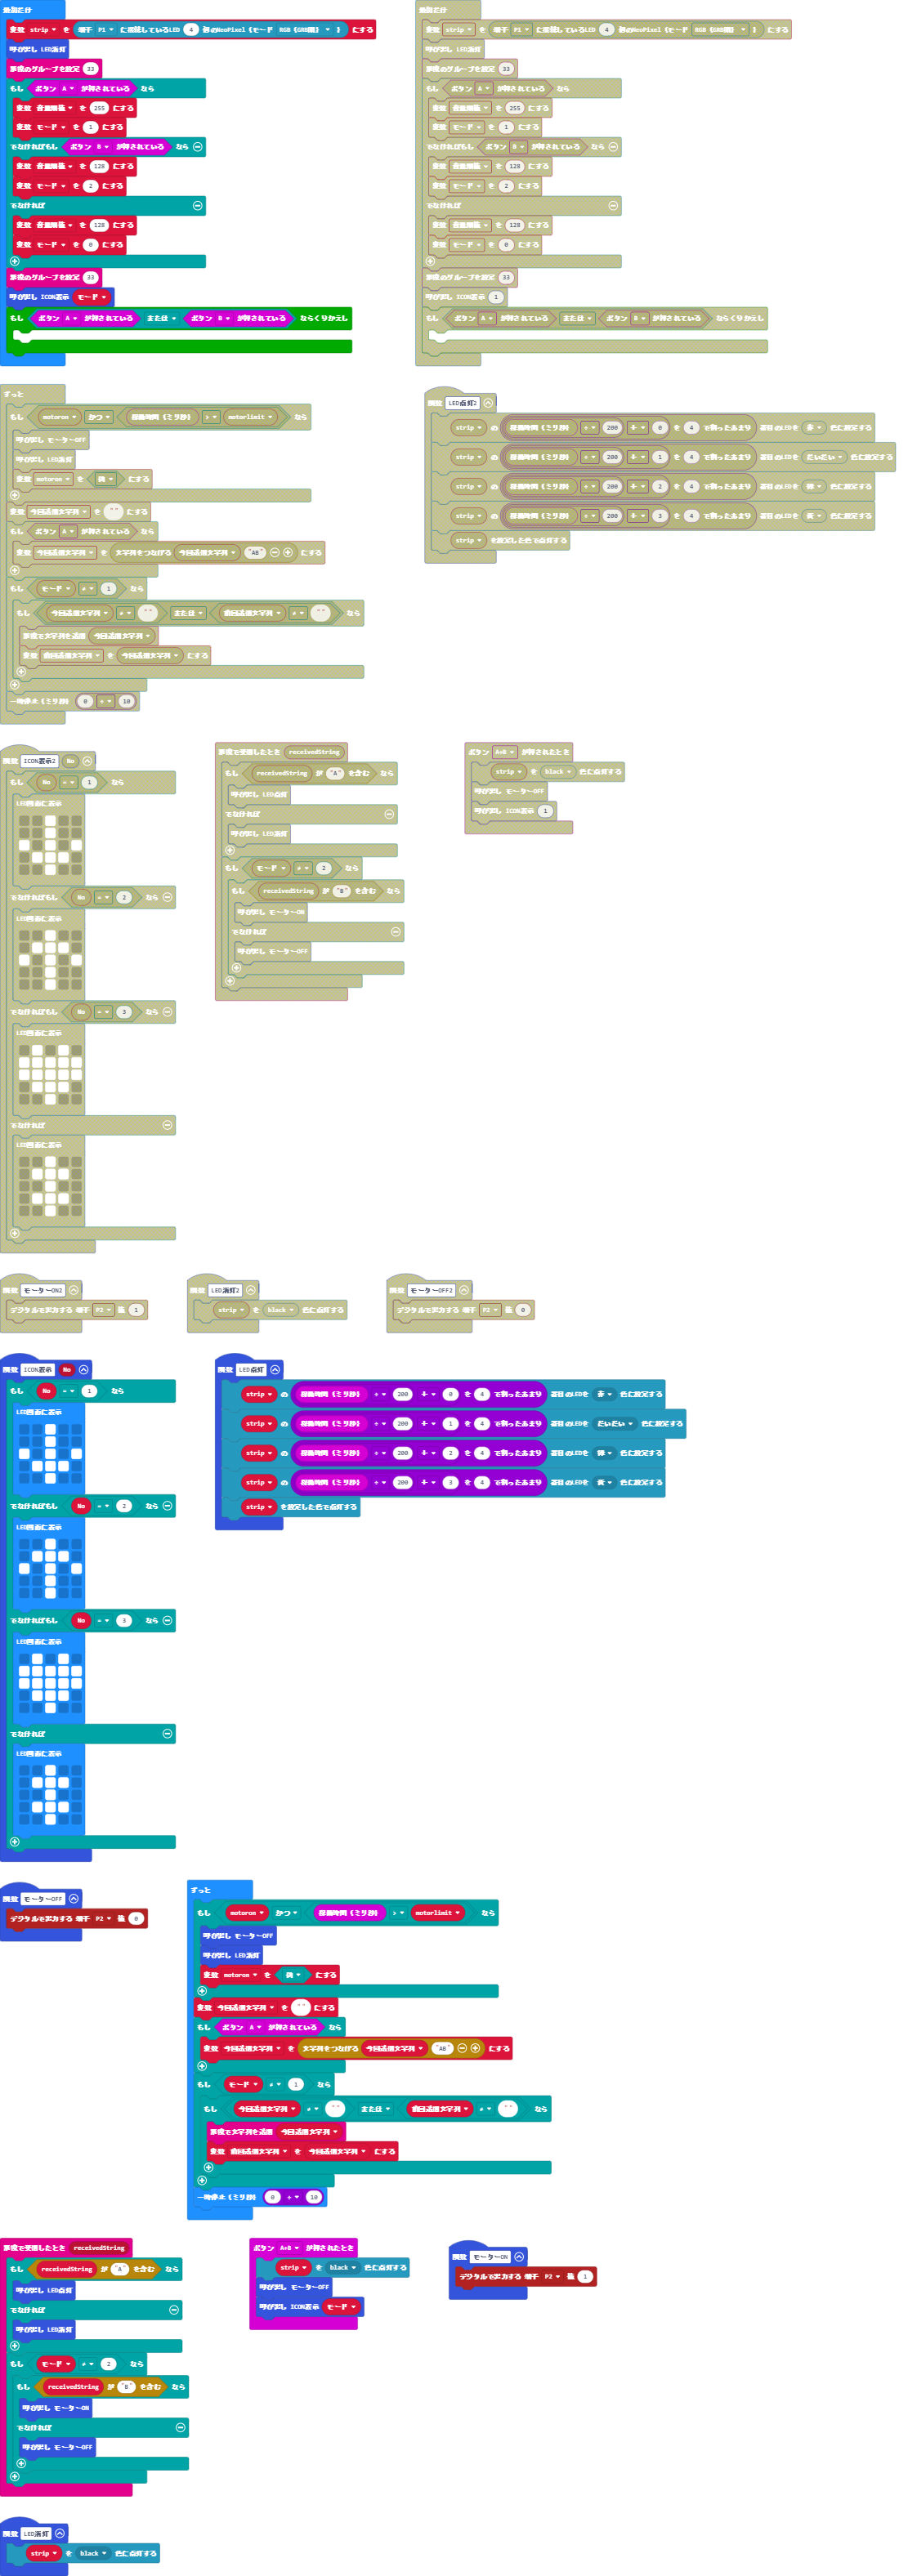 最初だけ
変数 strip を 端子 P1 に接続しているLED 4 個のNeoPixel (モード RGB (GRB順) ) にする
呼び出し LED消灯
無線のグループを設定 33
もし ボタン A が押されている なら
変数 音量閾値 を 255 にする
変数 モード を 1 にする
でなければもし ボタン B が押されている なら
変数 音量閾値 を 128 にする
変数 モード を 2 にする
でなければ
変数 音量閾値 を 128 にする
変数 モード を 0 にする
無線のグループを設定 33
呼び出し ICON表示 モード
もし ボタン A が押されている または ボタン B が押されている ならくりかえし
最初だけ
変数 strip を 端子 P1 に接続しているLED 4 個のNeoPixel (モード RGB (GRB順) ) にする
呼び出し LED消灯
無線のグループを設定 33
もし ボタン A が押されている なら
変数 音量閾値 を 255 にする
変数 モード を 1 にする
でなければもし ボタン B が押されている なら
変数 音量閾値 を 128 にする
変数 モード を 2 にする
でなければ
変数 音量閾値 を 128 にする
変数 モード を 0 にする
無線のグループを設定 33
呼び出し ICON表示 1
もし ボタン A が押されている または ボタン B が押されている ならくりかえし
ずっと
もし motoron かつ 稼働時間 (ミリ秒) > motorlimit なら
呼び出し モーターOFF
呼び出し LED消灯
変数 motoron を 偽 にする
変数 今回送信文字列 を "" にする
もし ボタン A が押されている なら
変数 今回送信文字列 を 文字列をつなげる 今回送信文字列 "AB" にする
もし モード ≠ 1 なら
もし 今回送信文字列 ≠ "" または 前回送信文字列 ≠ "" なら
無線で文字列を送信 今回送信文字列
変数 前回送信文字列 を 今回送信文字列 にする
一時停止 (ミリ秒) 0 + 10
関数 LED点灯2
strip の 稼働時間 (ミリ秒) ÷ 200 + 0 を 4 で割ったあまり 番目のLEDを 赤 色に設定する
strip の 稼働時間 (ミリ秒) ÷ 200 + 1 を 4 で割ったあまり 番目のLEDを だいだい 色に設定する
strip の 稼働時間 (ミリ秒) ÷ 200 + 2 を 4 で割ったあまり 番目のLEDを 緑 色に設定する
strip の 稼働時間 (ミリ秒) ÷ 200 + 3 を 4 で割ったあまり 番目のLEDを 黄 色に設定する
strip を設定した色で点灯する
関数 ICON表示2 No
もし No = 1 なら
LED画面に表示
でなければもし No = 2 なら
LED画面に表示
でなければもし No = 3 なら
LED画面に表示
でなければ
LED画面に表示
無線で受信したとき receivedString
もし receivedString が "A" を含む なら
呼び出し LED点灯
でなければ
呼び出し LED消灯
もし モード ≠ 2 なら
もし receivedString が "B" を含む なら
呼び出し モーターON
でなければ
呼び出し モーターOFF
ボタン A+B が押されたとき
strip を black 色に点灯する
呼び出し モーターOFF
呼び出し ICON表示 1
関数 モーターON2
デジタルで出力する 端子 P2 値 1
関数 LED消灯2
strip を black 色に点灯する
関数 モーターOFF2
デジタルで出力する 端子 P2 値 0
関数 ICON表示 No
もし No = 1 なら
LED画面に表示
でなければもし No = 2 なら
LED画面に表示
でなければもし No = 3 なら
LED画面に表示
でなければ
LED画面に表示
関数 LED点灯
strip の 稼働時間 (ミリ秒) ÷ 200 + 0 を 4 で割ったあまり 番目のLEDを 赤 色に設定する
strip の 稼働時間 (ミリ秒) ÷ 200 + 1 を 4 で割ったあまり 番目のLEDを だいだい 色に設定する
strip の 稼働時間 (ミリ秒) ÷ 200 + 2 を 4 で割ったあまり 番目のLEDを 緑 色に設定する
strip の 稼働時間 (ミリ秒) ÷ 200 + 3 を 4 で割ったあまり 番目のLEDを 黄 色に設定する
strip を設定した色で点灯する
関数 モーターOFF
デジタルで出力する 端子 P2 値 0
ずっと
もし motoron かつ 稼働時間 (ミリ秒) > motorlimit なら
呼び出し モーターOFF
呼び出し LED消灯
変数 motoron を 偽 にする
変数 今回送信文字列 を "" にする
もし ボタン A が押されている なら
変数 今回送信文字列 を 文字列をつなげる 今回送信文字列 "AB" にする
もし モード ≠ 1 なら
もし 今回送信文字列 ≠ "" または 前回送信文字列 ≠ "" なら
無線で文字列を送信 今回送信文字列
変数 前回送信文字列 を 今回送信文字列 にする
一時停止 (ミリ秒) 0 + 10
無線で受信したとき receivedString
もし receivedString が "A" を含む なら
呼び出し LED点灯
でなければ
呼び出し LED消灯
もし モード ≠ 2 なら
もし receivedString が "B" を含む なら
呼び出し モーターON
でなければ
呼び出し モーターOFF
ボタン A+B が押されたとき
strip を black 色に点灯する
呼び出し モーターOFF
呼び出し ICON表示 モード
関数 モーターON
デジタルで出力する 端子 P2 値 1
関数 LED消灯
strip を black 色に点灯する